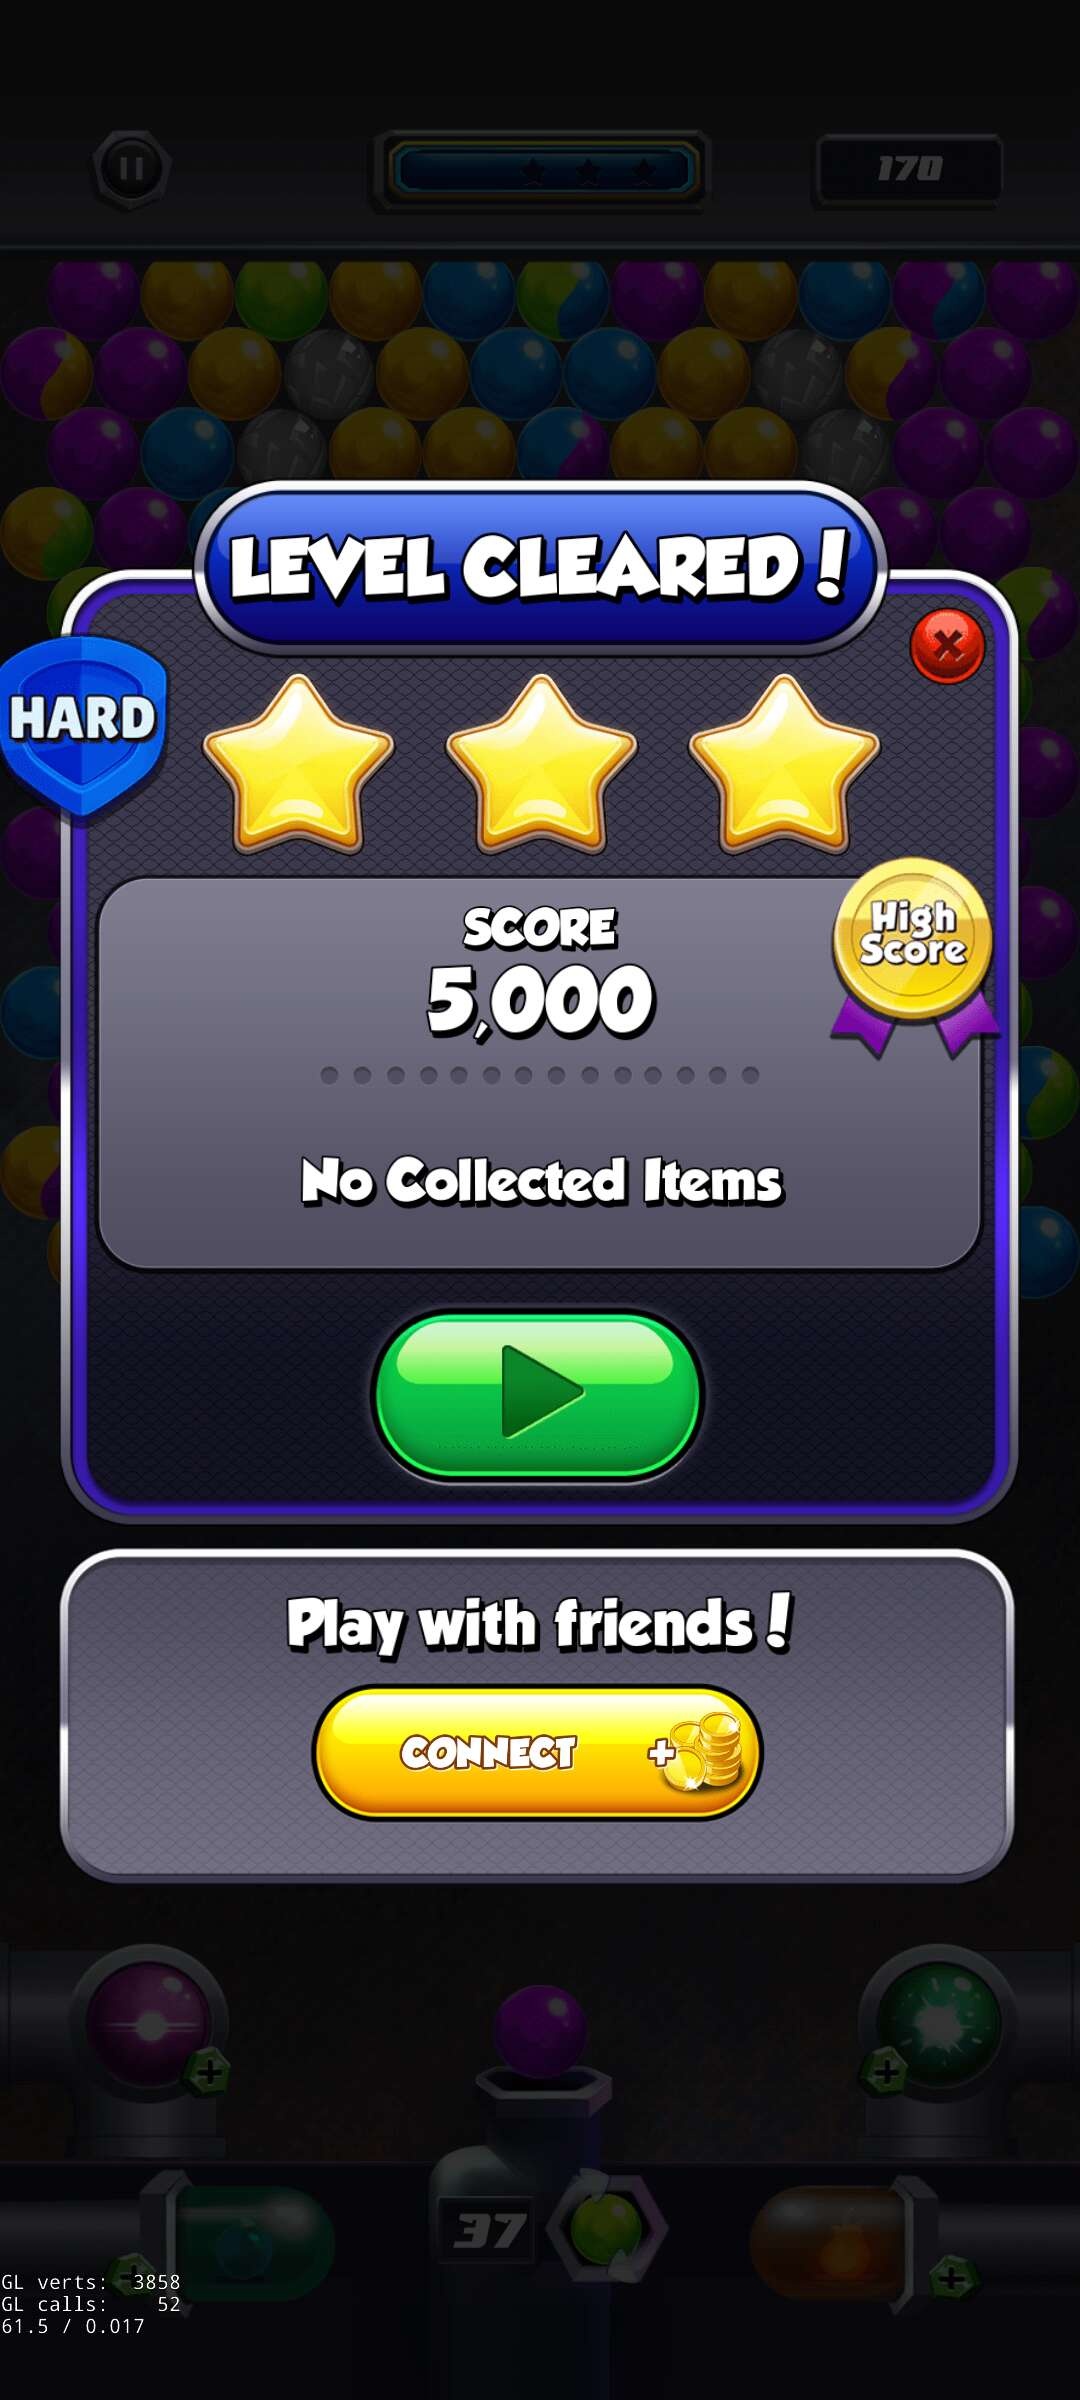 170
LEVEL CLEARED!
HARD
SCORE
High
Score
5,000
No Collected Items
Play with friends!
CONNECT +
37
GL verts: 3858
GL calls: 52
61.5 / 0.017